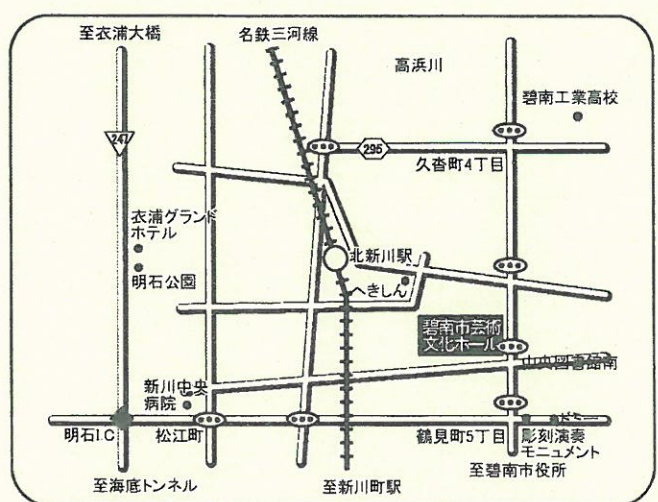 至衣浦大橋
名鉄三河線
高浜川
碧南工業高校
247
295
久沓町4丁目
衣浦グランド
ホテル
明石公園
北新川駅
へきしん
碧南市芸術
文化ホール
中央図書館南
新川中央
病院
明石I.C
松江町
鶴見町5丁目
彫刻演奏
モニュメント
至海底トンネル
至新川町駅
至碧南市役所